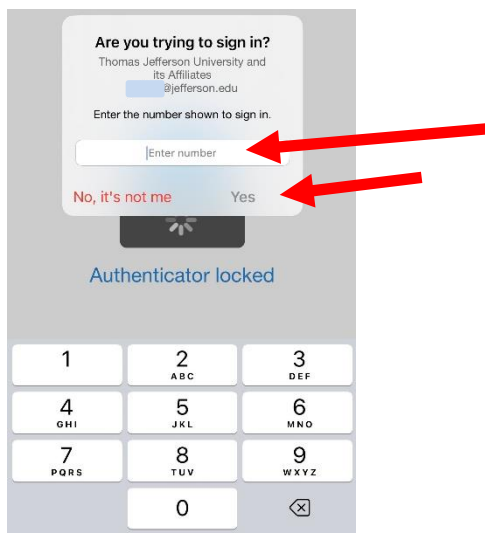 Are you trying to sign in?
Thomas Jefferson University and
its Affiliates
@jefferson.edu
Enter the number shown to sign in.
Enter number
No, it's not me Yes
Authenticator locked
1 2 3
ABC DEF
4 5 6
GHI JKL MNO
7 8 9
PQRS TUV WXYZ
0